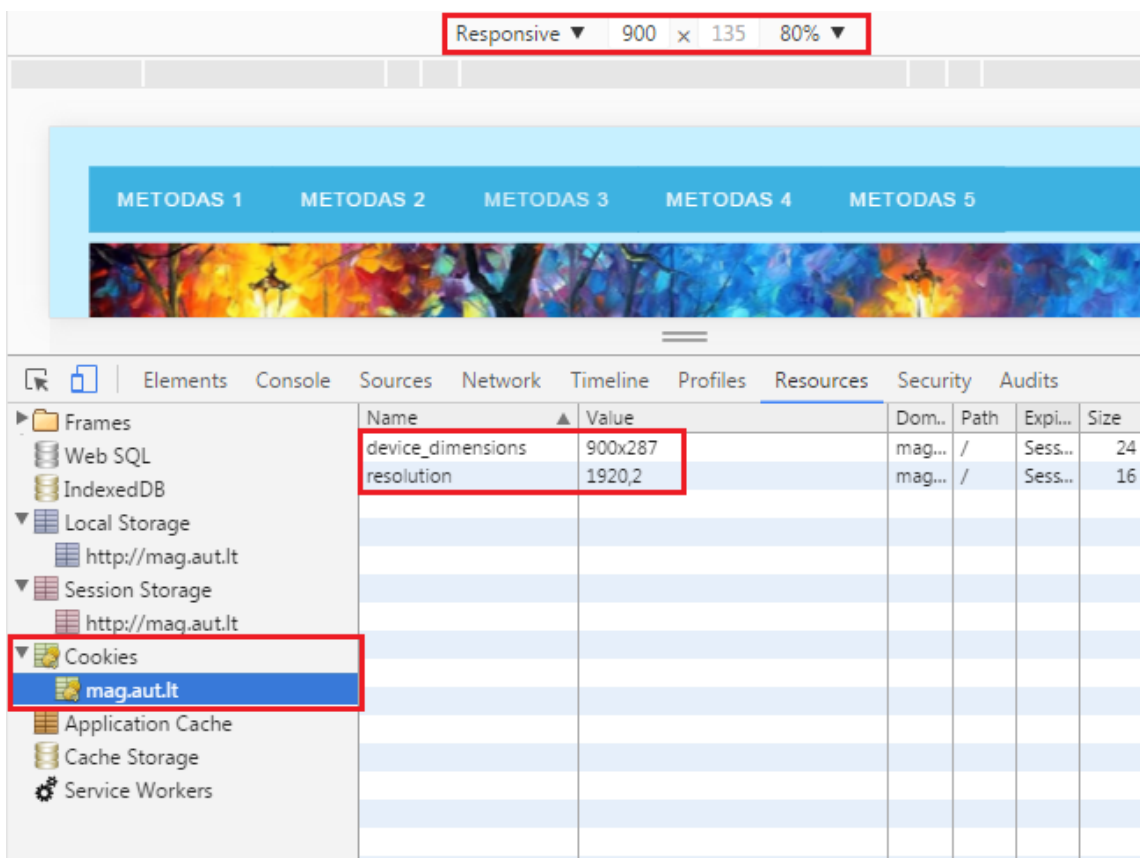 Responsive ▼ 900 × 135 80% ▼
METODAS 1 METODAS 2 METODAS 3 METODAS 4 METODAS 5
Elements Console Sources Network Timeline Profiles Resources Security Audits
Frames
Web SQL
IndexedDB
Local Storage
http://mag.aut.lt
Session Storage
http://mag.aut.lt
Cookies
mag.aut.lt
Application Cache
Cache Storage
Service Workers
Name ▲ Value Dom.. Path Expi... Size
device_dimensions 900x287 mag... / Sess... 24
resolution 1920,2 mag... / Sess... 16